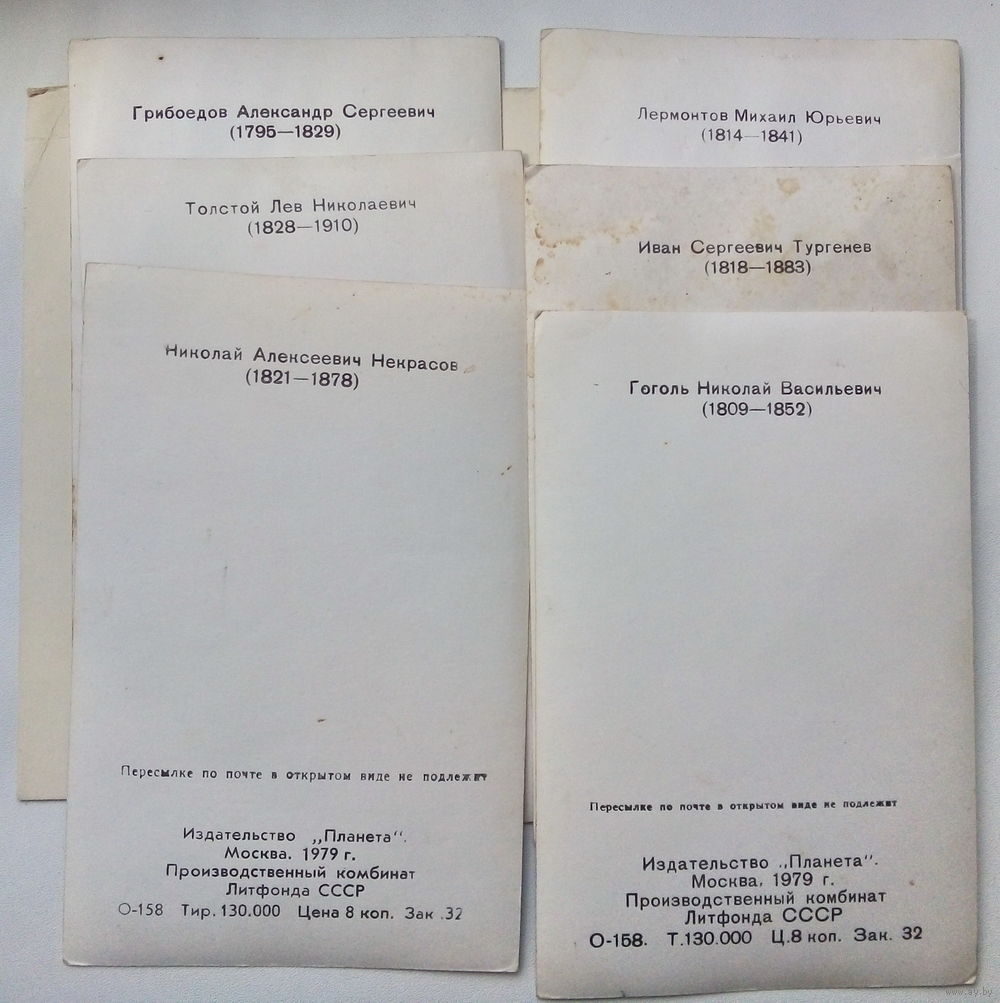 Грибоедов Александр Сергеевич
(1795—1829)
Толстой Лев Николаевич
(1828—1910)
Николай Алексеевич Некрасов
(1821—1878)
Пересылке по почте в открытом виде не подлежит
Издательство „Планета“.
Москва. 1979 г.
Производственный комбинат
Литфонда СССР
О-158 Тир. 130.000 Цена 8 коп. Зак .32
Лермонтов Михаил Юрьевич
(1814—1841)
Иван Сергеевич Тургенев
(1818—1883)
Гоголь Николай Васильевич
(1809—1852)
Пересылке по почте в открытом виде не подлежит
Издательство „Планета“.
Москва, 1979 г.
Производственный комбинат
Литфонда СССР
О-158. Т.130.000 Ц.8 коп. Зак. 32
www.ay.by